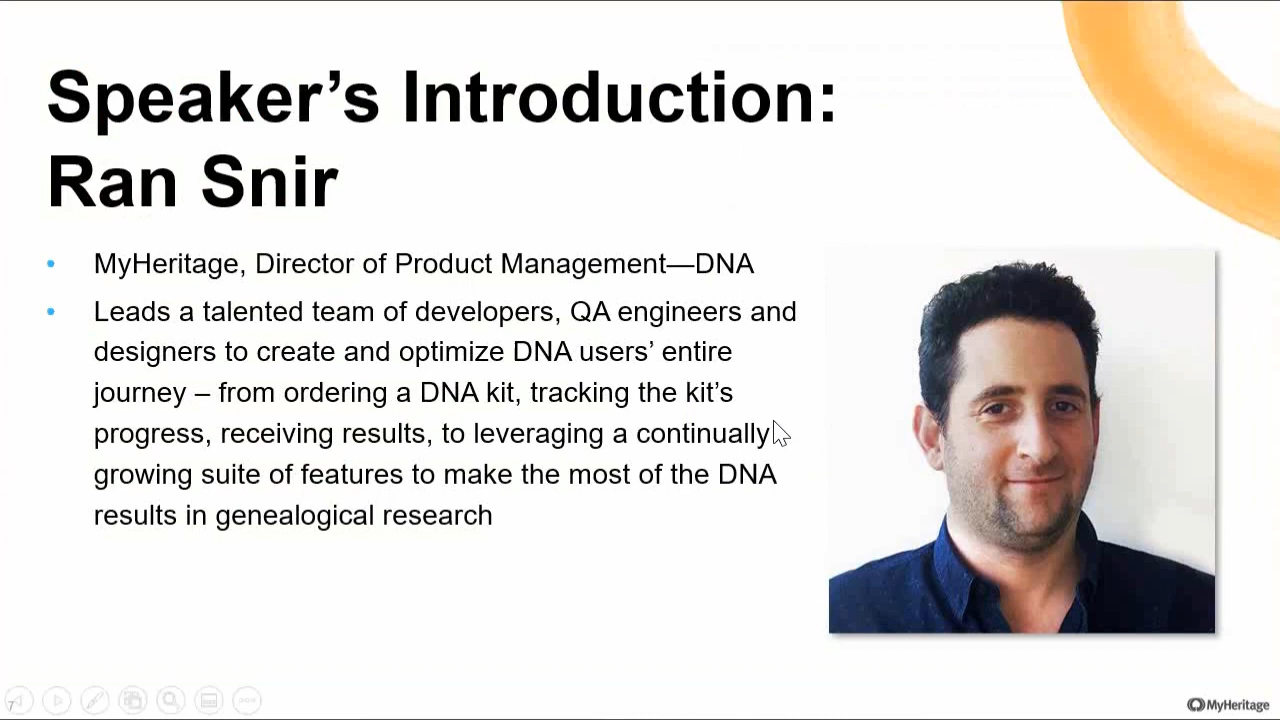 Speaker’s Introduction:
Ran Snir
• MyHeritage, Director of Product Management—DNA
• Leads a talented team of developers, QA engineers and
designers to create and optimize DNA users’ entire
journey – from ordering a DNA kit, tracking the kit’s
progress, receiving results, to leveraging a continually
growing suite of features to make the most of the DNA
results in genealogical research
7
MyHeritage